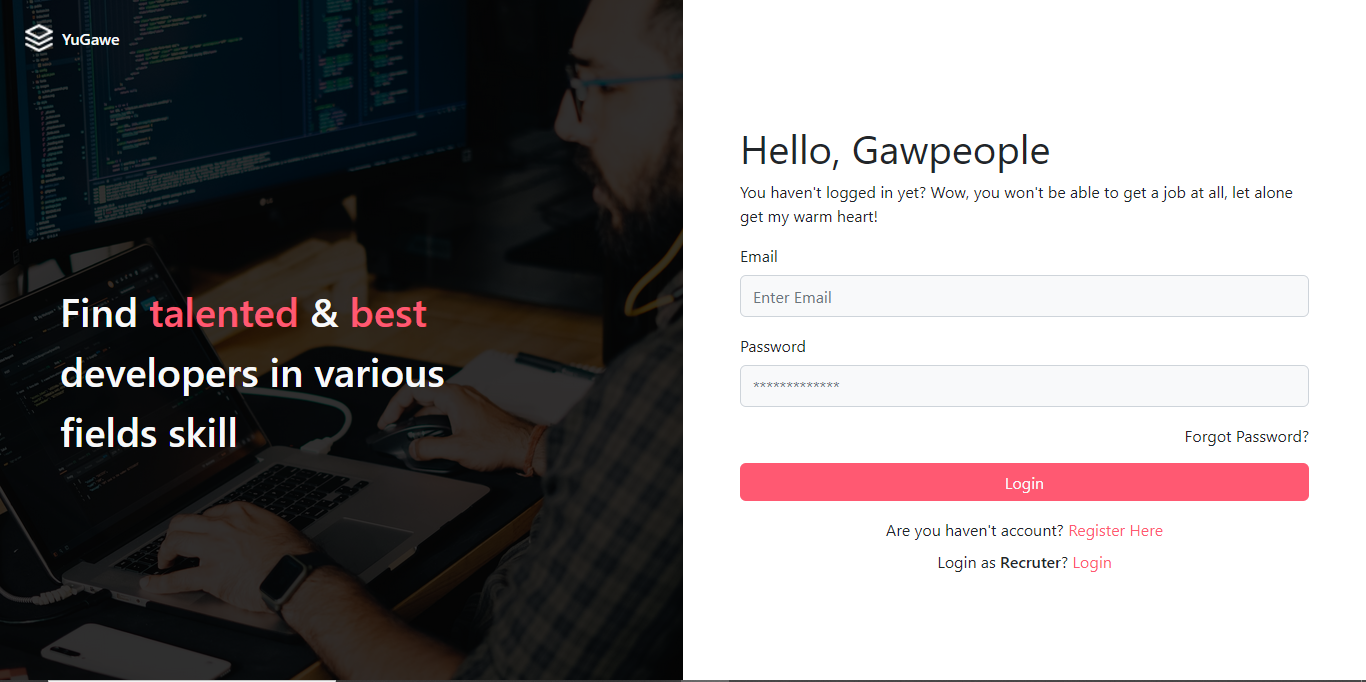 YuGawe
Find talented & best
developers in various
fields skill
Hello, Gawpeople
You haven't logged in yet? Wow, you won't be able to get a job at all, let alone
get my warm heart!
Email
Enter Email
Password
*************
Forgot Password?
Login
Are you haven't account? Register Here
Login as Recruter? Login